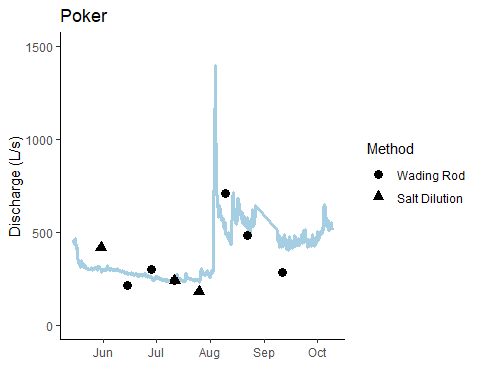 Poker
1500
1000
500
0
Discharge (L/s)
Jun Jul Aug Sep Oct
Method
Wading Rod
Salt Dilution